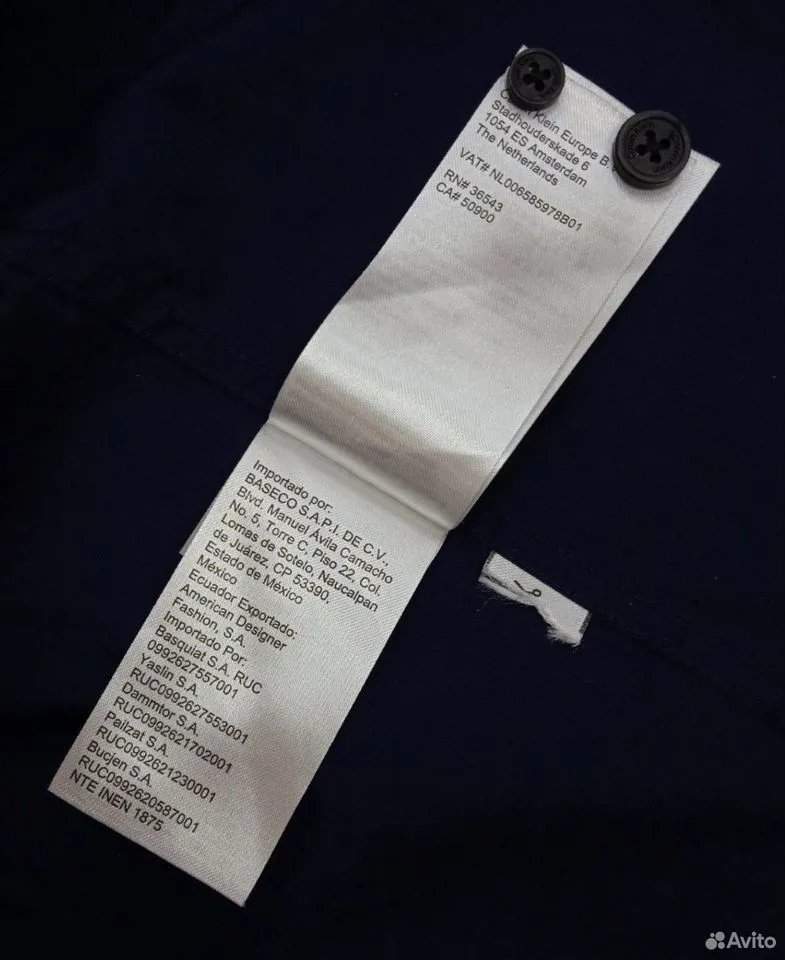 Klein Europe B.
Stadhouderskade 6
1054 ES Amsterdam
The Netherlands
VAT# NL006585978B01
RN# 36543
CA# 50900
Importado por:
BASECO S.A.P.I. DE C.V.,
Blvd. Manuel Ávila Camacho
No. 5, Torre C, Piso 22, Col.
Lomas de Sotelo, Naucalpan
de Juárez, CP 53390,
Estado de México
México
Ecuador Exportado:
American Designer
Fashion, S.A.
Importado Por:
Basquiat S.A, RUC
0992627557001
Yaslin S.A.
RUC0992627553001
Dammtor S.A.
RUC0992621702001
Pailzat S.A.
RUC0992621230001
Bucjen S.A.
RUC0992620587001
NTE INEN 1875
Avito